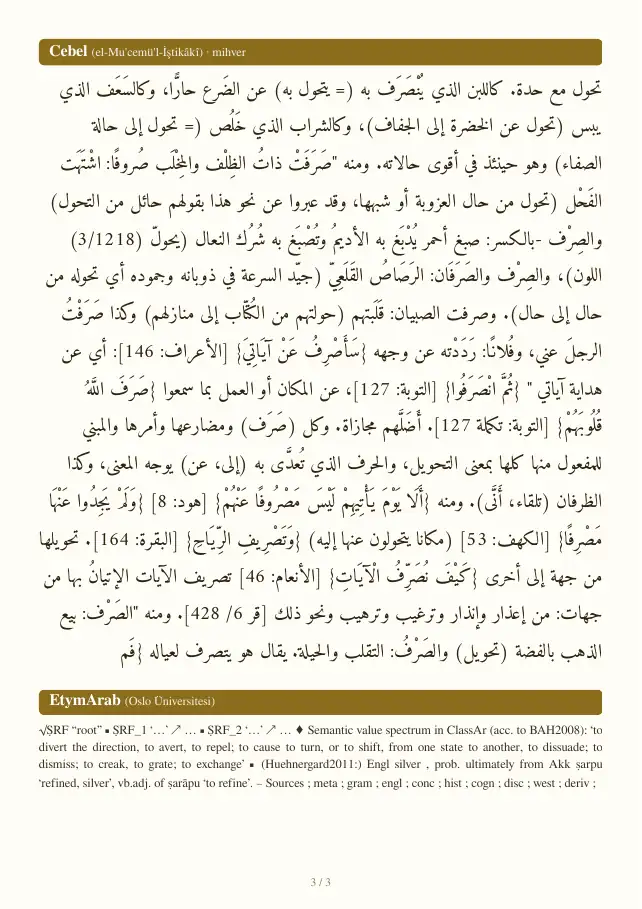 Cebel (el-Mu'cemü'l-İştikâkî) · mihver
تحول مع حدة. كاللبن الذي يُنْصَرَف به (= يتحول به) عن الضَرع حارًّا، وكالسَعَف الذي
يبس (تحول عن الخضرة إلى الجفاف)، وكالشراب الذي خَلُص (= تحول إلى حالة
الصفاء) وهو حينئذ في أقوى حالاته. ومنه "صَرَفَتْ ذاتُ الظِلْف والمِخْلَب صُروفًا: اشْتَهَت
الفَحْل (تحول من حال العزوبة أو شبهها، وقد عبروا عن نحو هذا بقولهم حائل من التحول)
والصِرْف -بالكسر: صبغ أحمر يُدْبَغ به الأديمُ وتُصْبَغ به شُرُك النعال (يحولّ (3/1218)
اللون)، والصِرْف والصَرَفَان: الرَصَاصُ القَلَعِيّ (جيّد السرعة في ذوبانه وجموده أي تحوله من
حال إلى حال). وصرفت الصبيان: قَلَبتهم (حولتهم من الكُتّاب إلى منازلهم) وكذا صَرَفْتُ
الرجلَ عني، وفُلانًا: رَدَدْته عن وجهه {سَأَصْرِفُ عَنْ آيَاتِيَ} [الأعراف: 146]: أي عن
هداية آياتي " {ثُمَّ انْصَرَفُوا} [التوبة: 127]، عن المكان أو العمل بما سمعوا {صَرَفَ اللَّهُ
قُلُوبَهُمْ} [التوبة: تكملة 127]. أَضَلَّهم مجازاة. وكل (صَرَف) ومضارعها وأمرها والمبني
للمفعول منها كلها بمعنى التحويل، والحرف الذي تُعدَّى به (إلى، عن) يوجه المعنى، وكذا
الظرفان (تلقاء، أَنَّى). ومنه {أَلَا يَوْمَ يَأْتِيهِمْ لَيْسَ مَصْرُوفًا عَنْهُمْ} [هود: 8] {وَلَمْ يَجِدُوا عَنْهَا
مَصْرِفًا} [الكهف: 53] (مكانا يتحولون عنها إليه) {وَتَصْرِيفِ الرِّيَاحِ} [البقرة: 164]. تحويلها
من جهة إلى أخرى {كَيْفَ نُصَرِّفُ الْآيَاتِ} [الأنعام: 46] تصريف الآيات الإتيانُ بها من
جهات: من إعذار وإنذار وترغيب وترهيب ونحو ذلك [قر 6/ 428]. ومنه "الصَرْف: بيع
الذهب بالفضة (تحويل) والصَرْفُ: التقلب والحيلة. يقال هو يتصرف لعياله {فَم
EtymArab (Oslo Üniversitesi)
√ṢRF “root” ▪ ṢRF_1 ‘…’ ↗ … ▪ ṢRF_2 ‘…’ ↗ … ♦ Semantic value spectrum in ClassAr (acc. to BAH2008): ‘to
divert the direction, to avert, to repel; to cause to turn, or to shift, from one state to another, to dissuade; to
dismiss; to creak, to grate; to exchange’ ▪ (Huehnergard2011:) Engl silver , prob. ultimately from Akk ṣarpu
‘refined, silver’, vb.adj. of ṣarāpu ‘to refine’. – Sources ; meta ; gram ; engl ; conc ; hist ; cogn ; disc ; west ; deriv ;
3 / 3